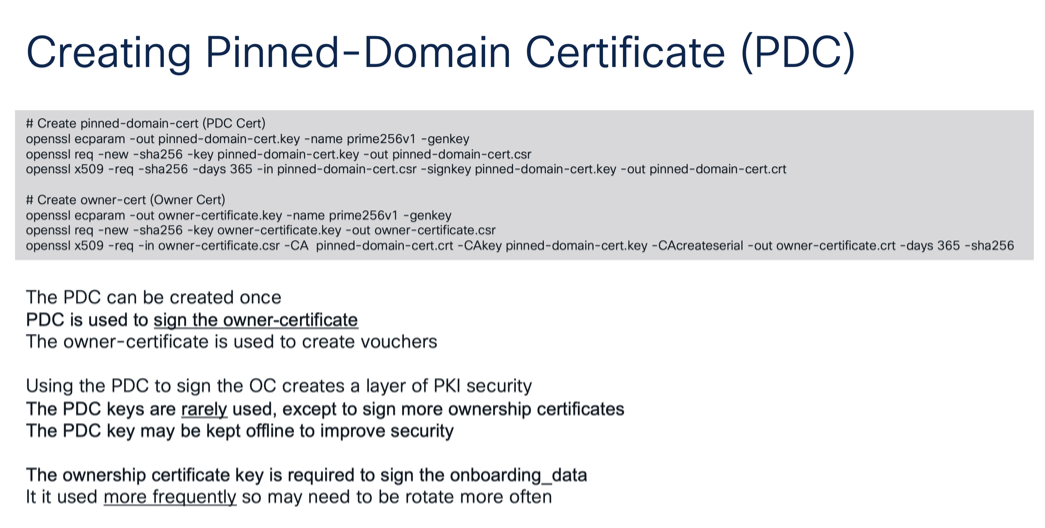 Creating Pinned-Domain Certificate (PDC)
# Create pinned-domain-cert (PDC Cert)
openssl ecparam -out pinned-domain-cert.key -name prime256v1 -genkey
openssl req -new -sha256 -key pinned-domain-cert.key -out pinned-domain-cert.csr
openssl x509 -req -sha256 -days 365 -in pinned-domain-cert.csr -signkey pinned-domain-cert.key -out pinned-domain-cert.crt
# Create owner-cert (Owner Cert)
openssl ecparam -out owner-certificate.key -name prime256v1 -genkey
openssl req -new -sha256 -key owner-certificate.key -out owner-certificate.csr
openssl x509 -req -in owner-certificate.csr -CA  pinned-domain-cert.crt -CAkey pinned-domain-cert.key -CAcreateserial -out owner-certificate.crt -days 365 -sha256
The PDC can be created once
PDC is used to sign the owner-certificate
The owner-certificate is used to create vouchers
Using the PDC to sign the OC creates a layer of PKI security
The PDC keys are rarely used, except to sign more ownership certificates
The PDC key may be kept offline to improve security
The ownership certificate key is required to sign the onboarding_data
It it used more frequently so may need to be rotate more often